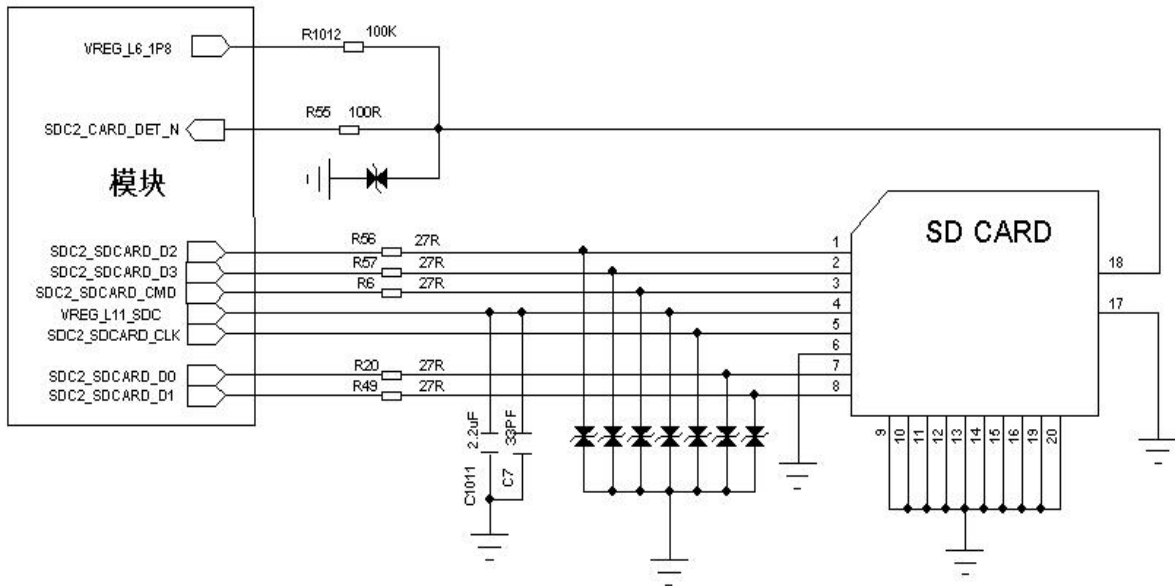 VREG_L6_1P8
R1012 100K
SDC2_CARD_DET_N
R55 100R
模块
SD CARD
SDC2_SDCARD_D2
R56 27R
1
SDC2_SDCARD_D3
R57 27R
2
18
SDC2_SDCARD_CMD
R6 27R
3
VREG_L11_SDC
4
17
SDC2_SDCARD_CLK
5
6
SDC2_SDCARD_D0
R20 27R
7
SDC2_SDCARD_D1
R49 27R
8
C1011 2.2uF
C7 33PF
9 10 11 12 13 14 15 16 19 20